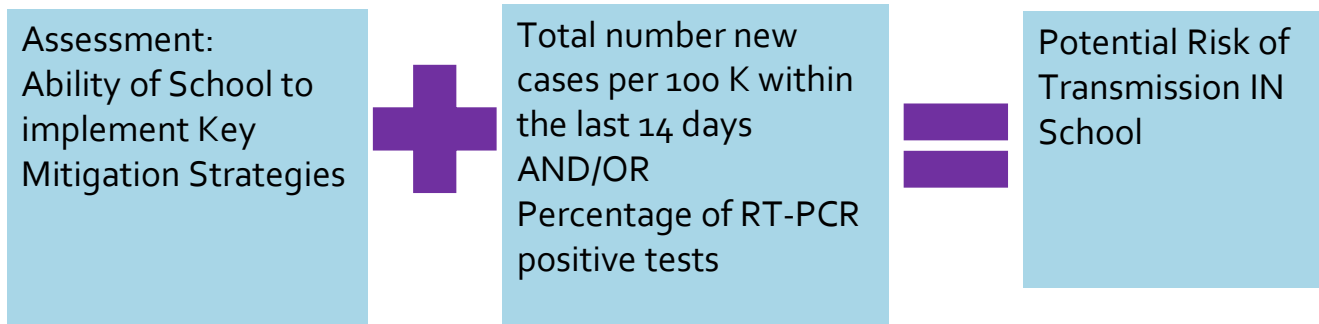 Assessment:
Ability of School to
implement Key
Mitigation Strategies
Total number new
cases per 100 K within
the last 14 days
AND/OR
Percentage of RT-PCR
positive tests
Potential Risk of
Transmission IN
School